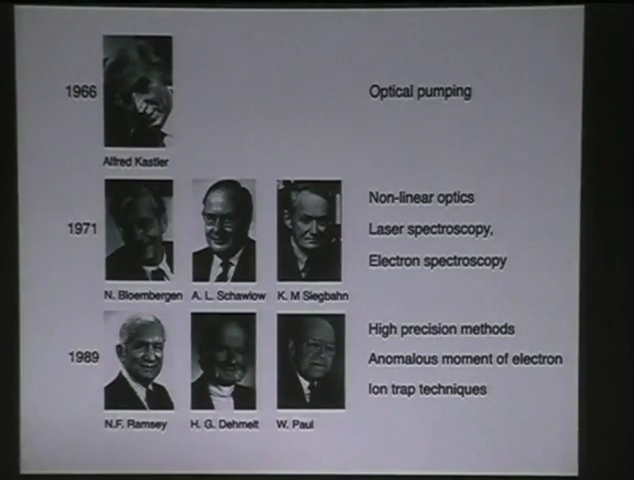 1966
Optical pumping
Alfred Kastler
Non-linear optics
1971
Laser spectroscopy,
Electron spectroscopy
N. Bloembergen A. L. Schawlow K. M Siegbahn
High precision methods
1989
Anomalous moment of electron
Ion trap techniques
N.F. Ramsey H. G. Dehmelt W. Paul